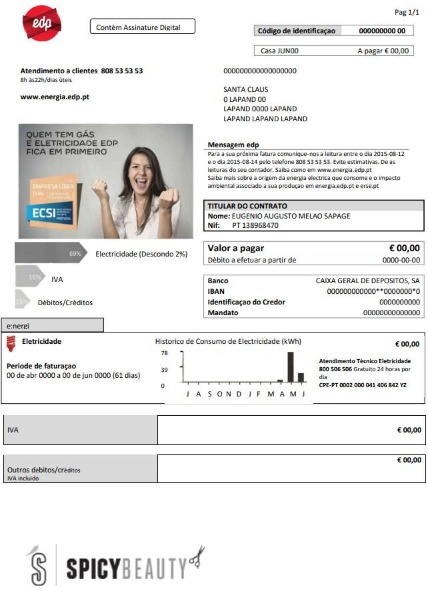 Pag 1/1
edp
Contèm Assinature Digital
Código de identificaçao 000000000 00
Casa JUN00 A pagar € 00,00
Atendimento a clientes 808 53 53 53
8h às22h/dias úteis
www.energia.edp.pt
00000000000000000
SANTA CLAUS
0 LAPAND 00
LAPAND 0000 LAPAND
LAPAND LAPAND LAPAND
QUEM TEM GÁS
E ELETRICIDADE EDP
FICA EM PRIMEIRO
ECSI
Mensagem edp
Para a sua próxima fatura comunique-nos a leitura entre o dia 2015-08-12
e o dia 2015-08-14 pelo telefone 808 53 53 53. Evite estimativas. De as
leituras do seu contador. Saiba como em www.energia.edp.pt
Saiba mais sobre a origem da energia electrica que consome e o impacto
ambiental associado a sua produçao em energia.edp.pt e erse.pt
TITULAR DO CONTRATO
Nome: EUGENIO AUGUSTO MELAO SAPAGE
Nif: PT 138968470
Valor a pagar € 00,00
Débito a efetuar a partir de 0000-00-00
69% Electricidade (Descondo 2%)
IVA
Dèbitos/Crèditos
Banco CAIXA GERAL DE DEPOSITOS, SA
IBAN 000000000000**0000000*0
Identificaçao do Credor 0000000000
Mandato 00000000000
e:nergi
Eletricidade
Periode de faturaçao
00 de abr 0000 a 00 de jun 0000 (61 dias)
Historico de Consumo de Electricidade (kWh)
78
39
0
J A S O N D J F M A M J
€ 00,00
Atendimento Tècnico Eletricidade
800 506 506 Gratuito 24 horas por
dia
CPE-PT 0002 000 041 406 842 YZ
IVA € 00,00
Outros debitos/crèditos € 00,00
IVA incluido
S SPICYBEAUTY